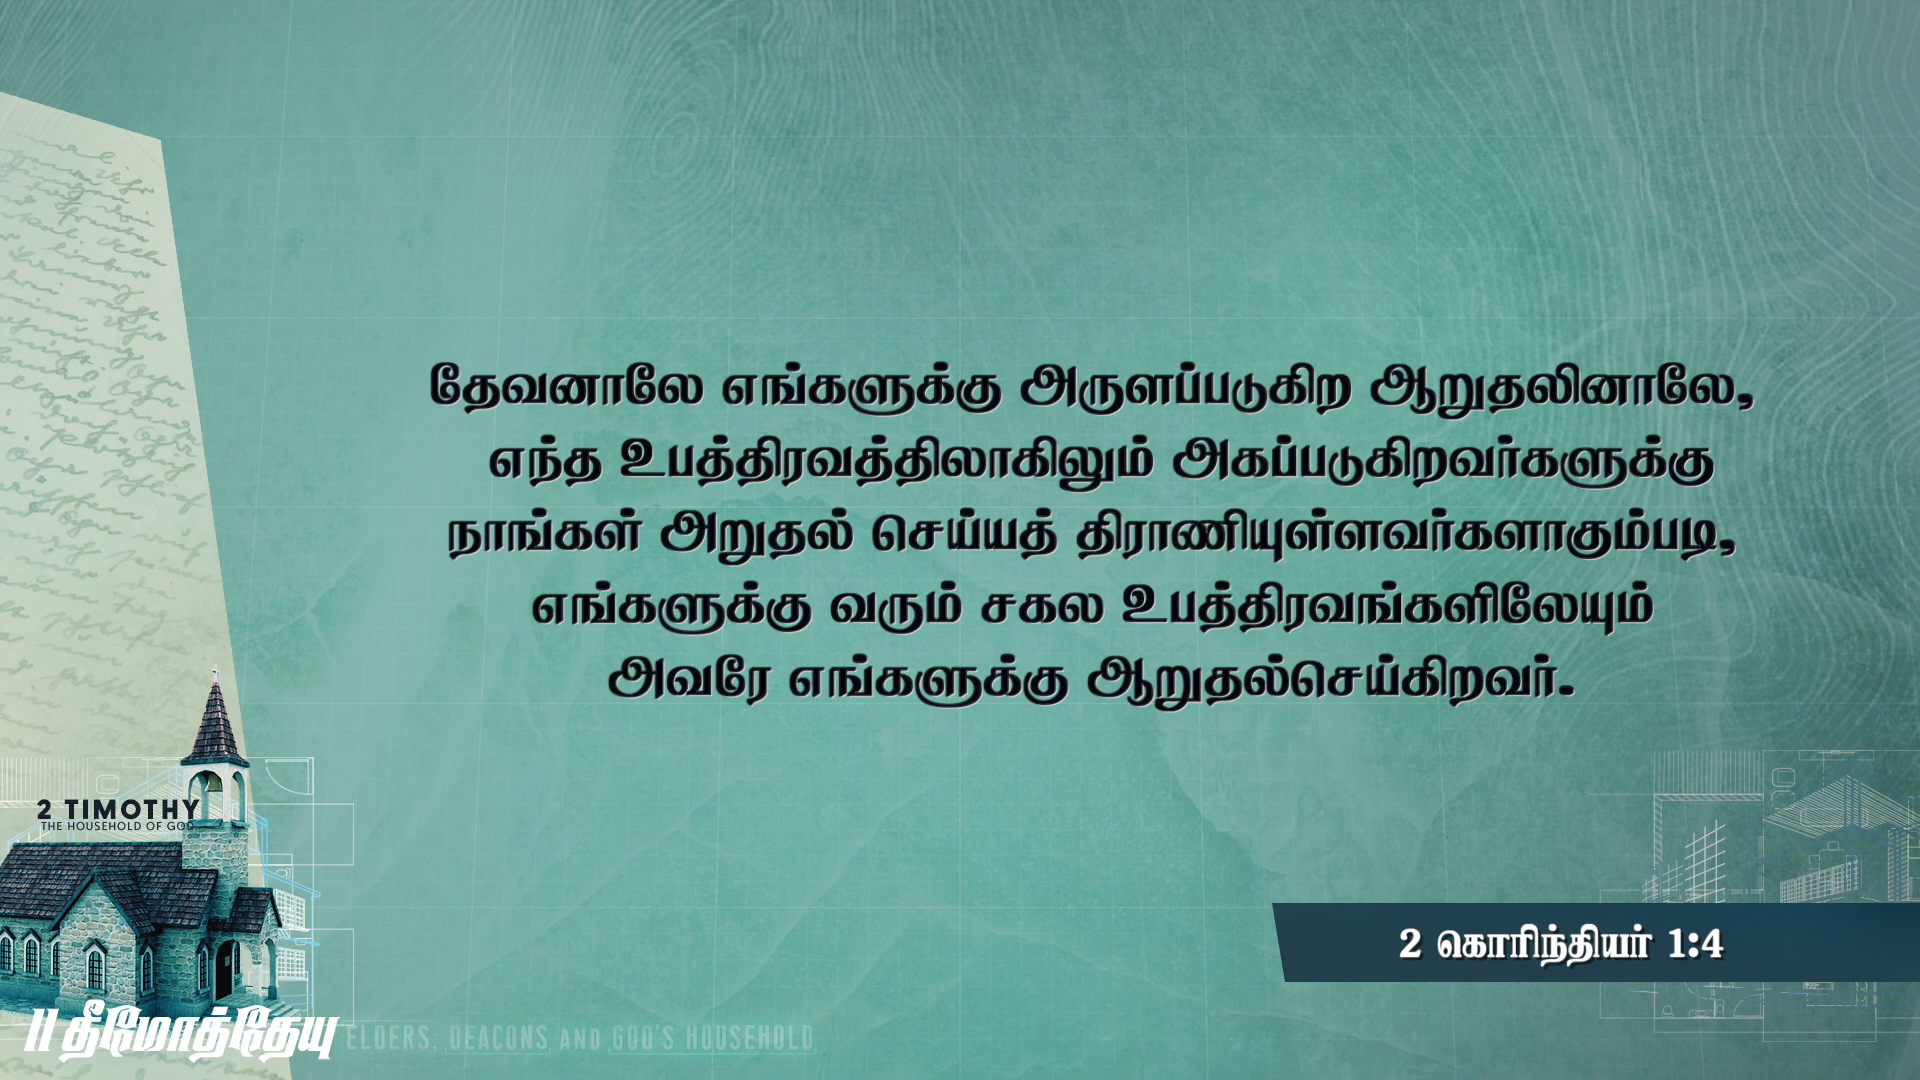 தேவனாலே எங்களுக்கு அருளப்படுகிற ஆறுதலினாலே,
எந்த உபத்திரவத்திலாகிலும் அகப்படுகிறவர்களுக்கு
நாங்கள் அறுதல் செய்யத் திராணியுள்ளவர்களாகும்படி,
எங்களுக்கு வரும் சகல உபத்திரவங்களிலேயும்
அவரே எங்களுக்கு ஆறுதல்செய்கிறவர்.
2 TIMOTHY
THE HOUSEHOLD OF GOD
2 கொரிந்தியர் 1:4
II தீமோத்தேயு
ELDERS, DEACONS AND GOD'S HOUSEHOLD